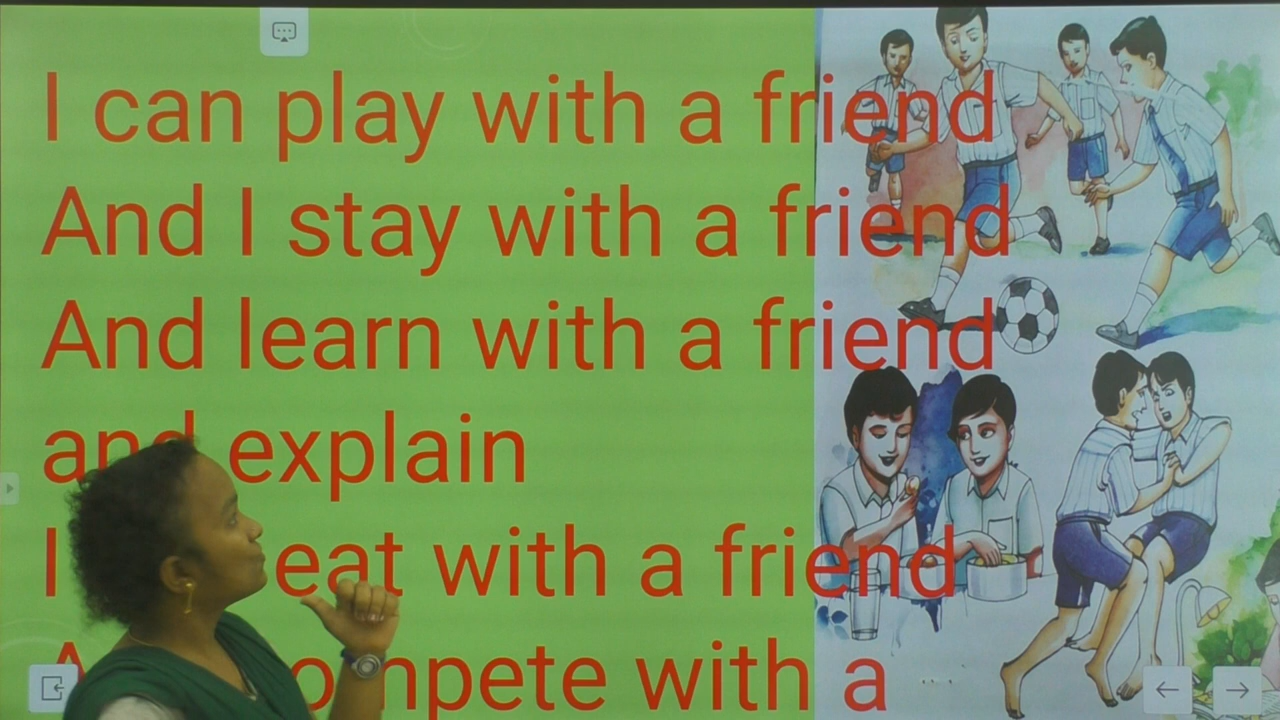 I can play with a friend
And I stay with a friend
And learn with a friend
and explain
I eat with a friend
with a